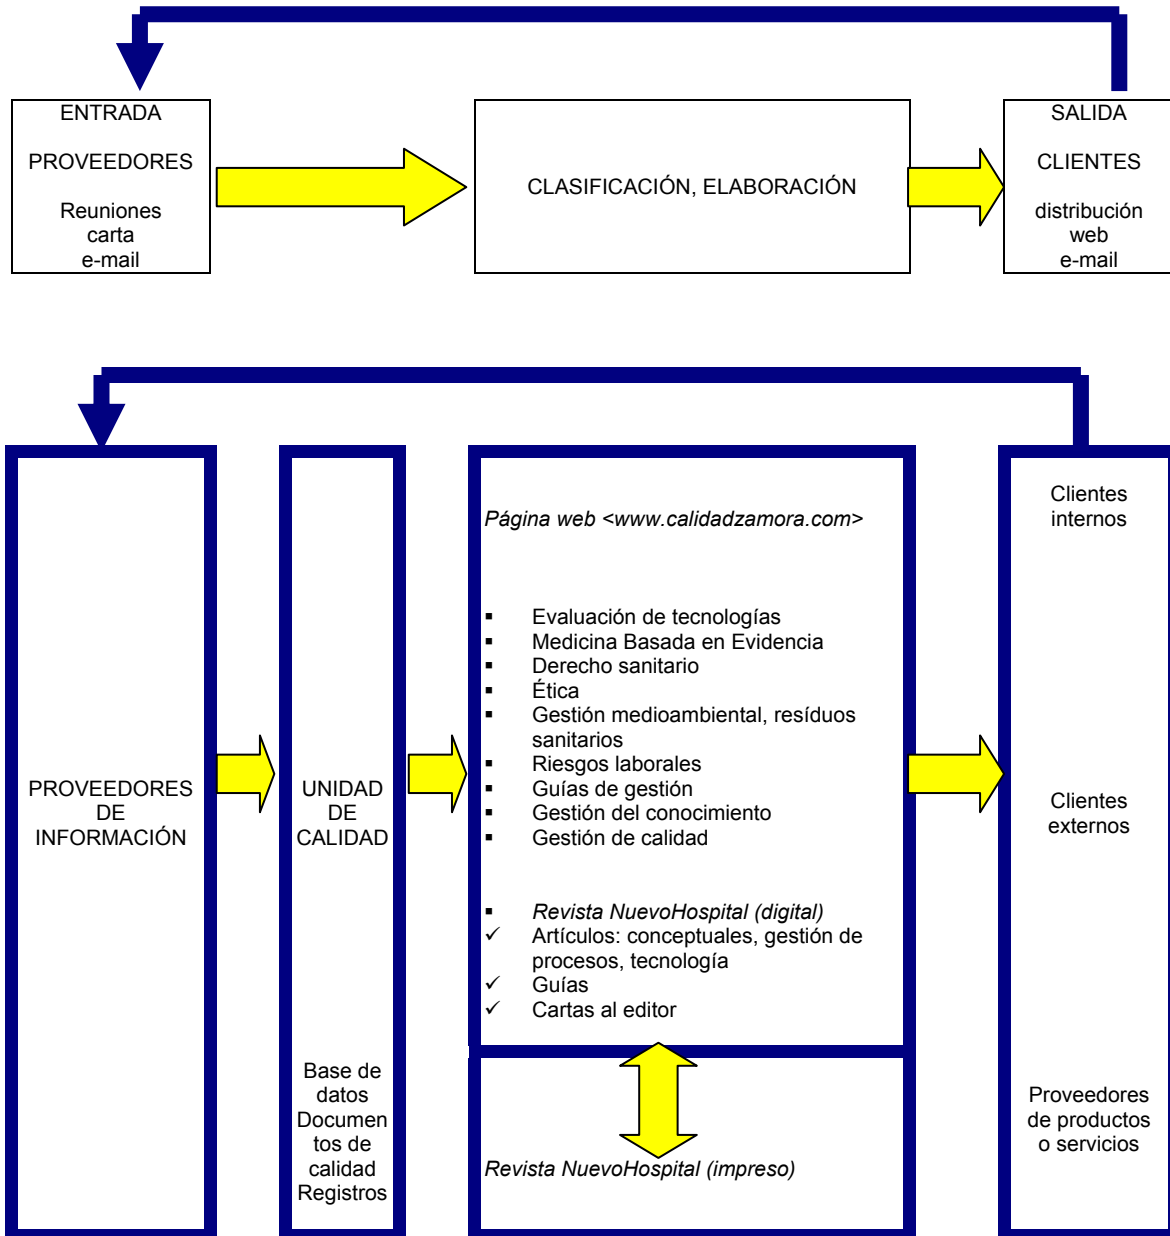 ENTRADA
PROVEEDORES
Reuniones
carta
e-mail
CLASIFICACIÓN, ELABORACIÓN
SALIDA
CLIENTES
distribución
web
e-mail
PROVEEDORES
DE
INFORMACIÓN
UNIDAD
DE
CALIDAD
Base de
datos
Documen
tos de
calidad
Registros
Página web <www.calidadzamora.com>
▪ Evaluación de tecnologías
▪ Medicina Basada en Evidencia
▪ Derecho sanitario
▪ Ética
▪ Gestión medioambiental, resíduos
sanitarios
▪ Riesgos laborales
▪ Guías de gestión
▪ Gestión del conocimiento
▪ Gestión de calidad
▪ Revista NuevoHospital (digital)
✓ Artículos: conceptuales, gestión de
procesos, tecnología
✓ Guías
✓ Cartas al editor
Revista NuevoHospital (impreso)
Clientes
internos
Clientes
externos
Proveedores
de productos
o servicios